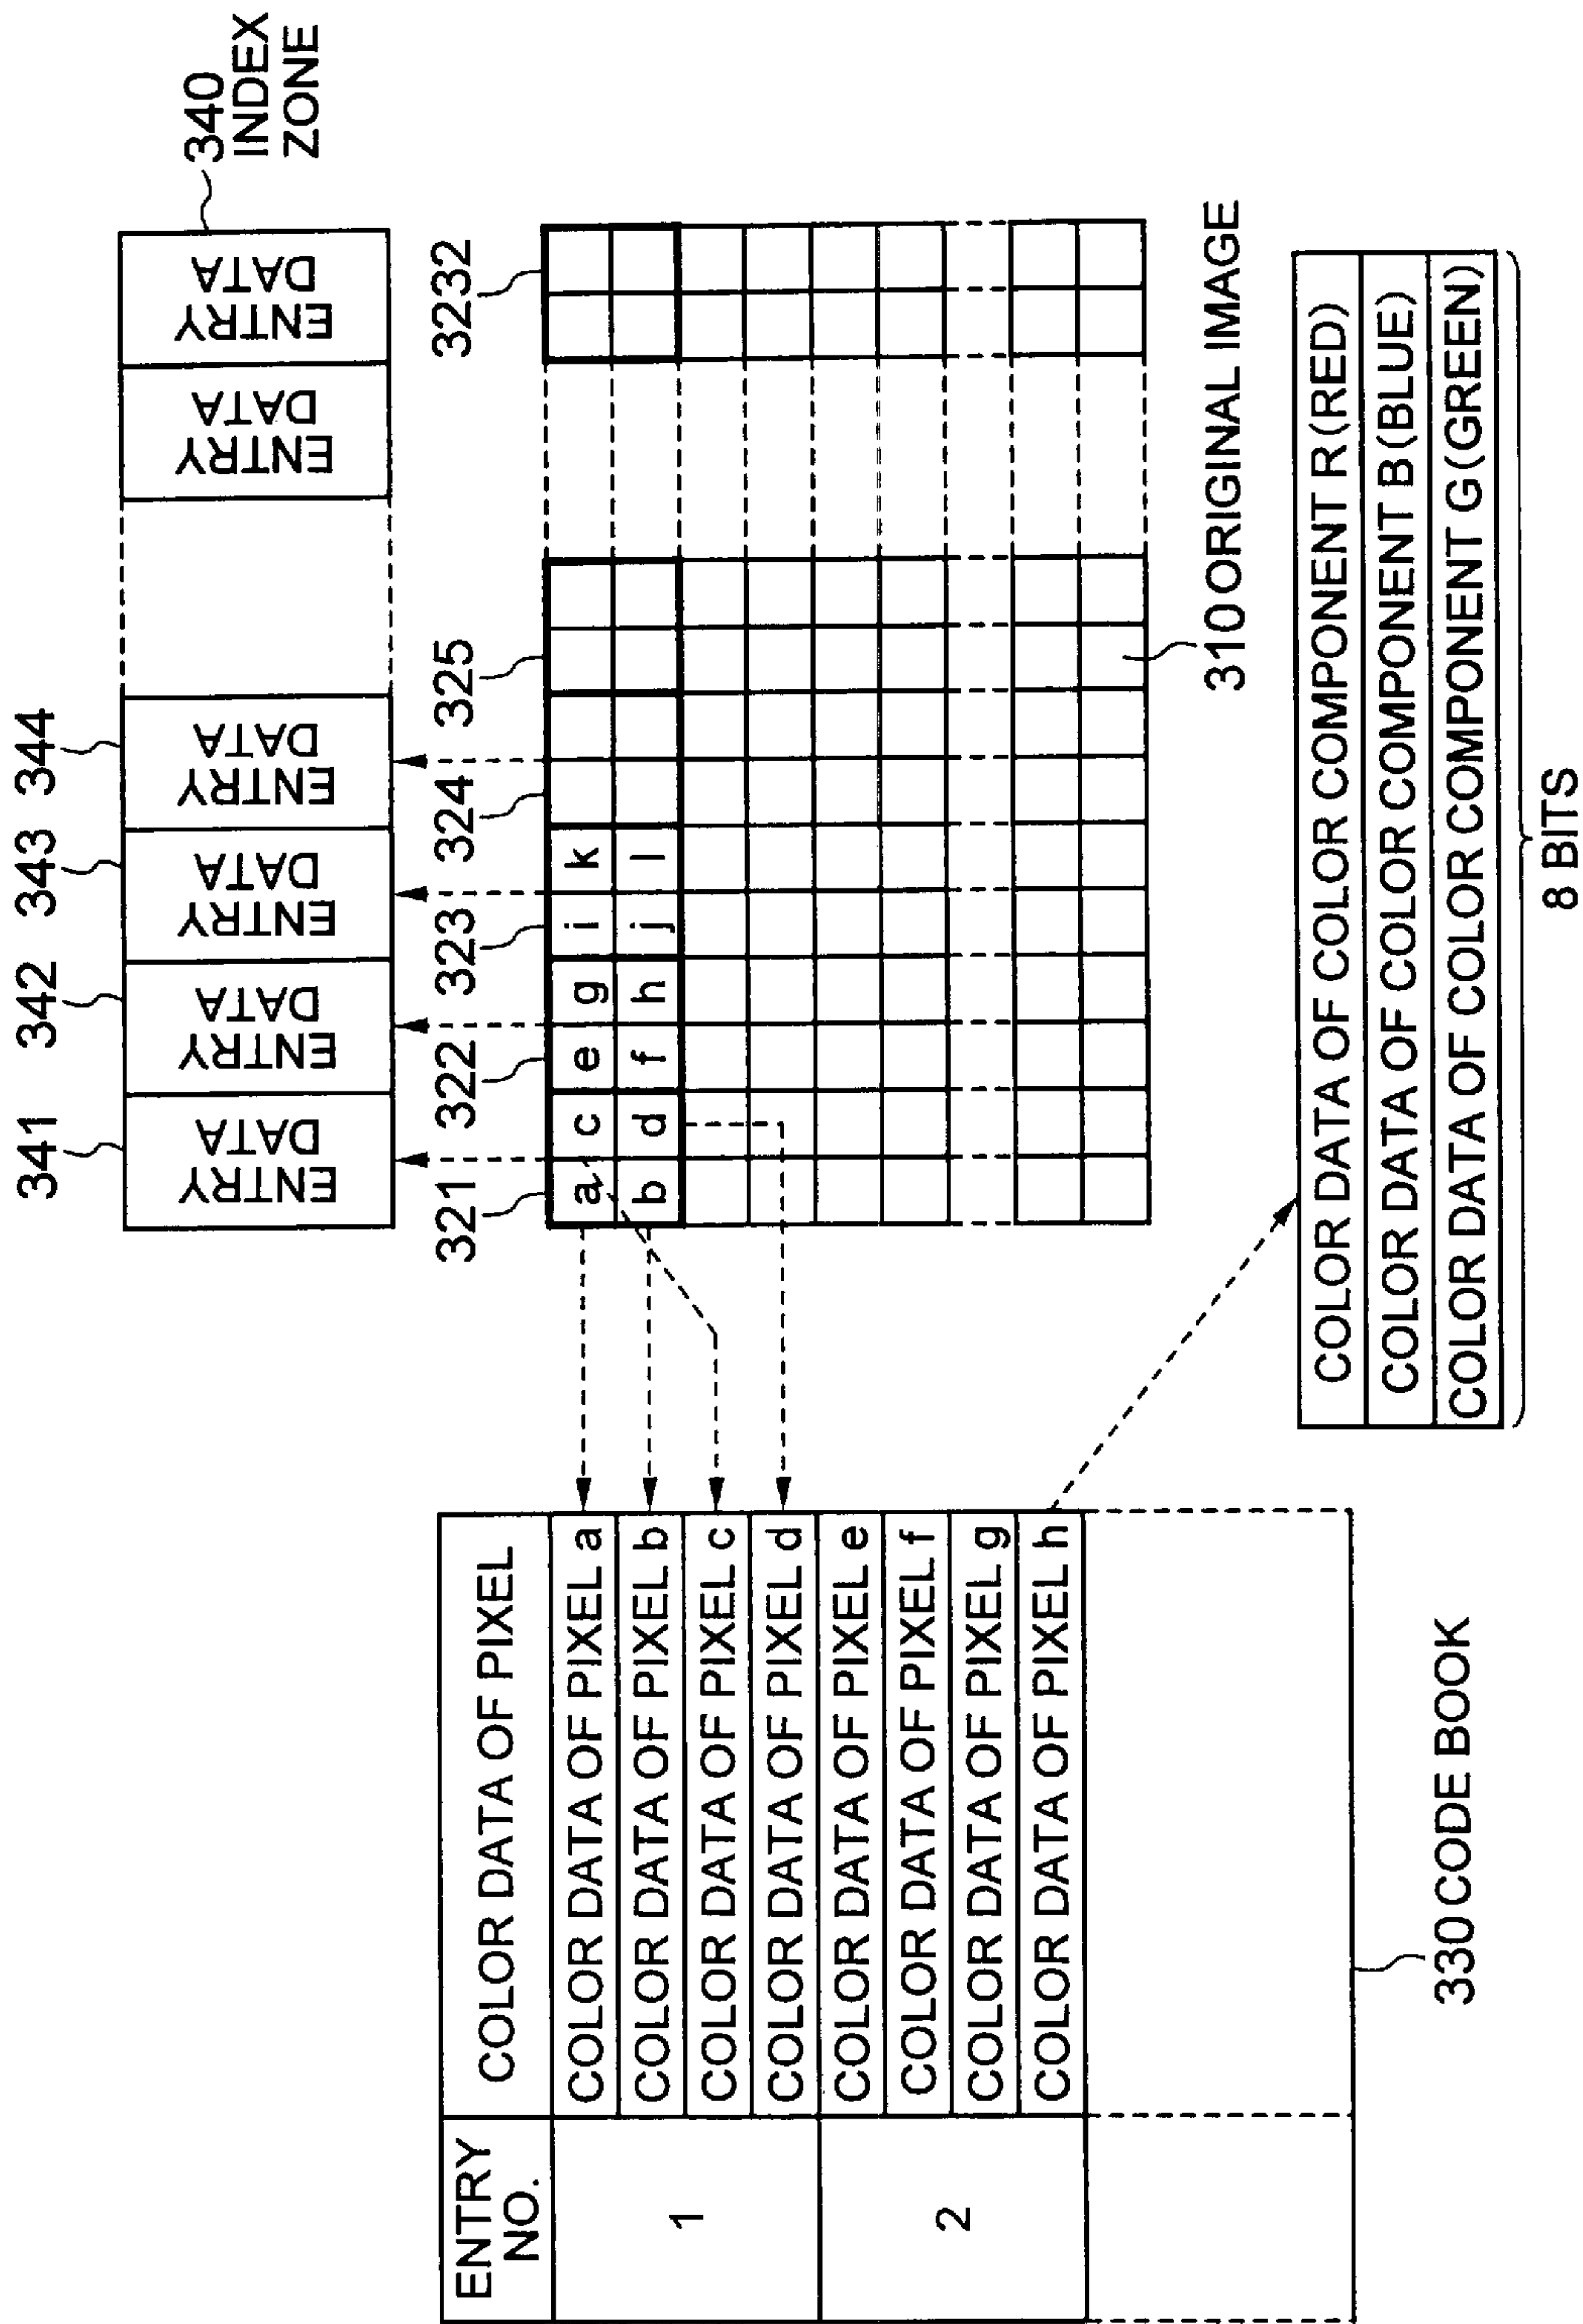 341
342
343
344
340
INDEX
ZONE
ENTRY
DATA
ENTRY
DATA
ENTRY
DATA
ENTRY
DATA
ENTRY
DATA
ENTRY
DATA
321
322
323
324
325
3232
a c e g i k
b d f h j l
310 ORIGINAL IMAGE
ENTRY
NO.
COLOR DATA OF PIXEL
1
COLOR DATA OF PIXEL a
COLOR DATA OF PIXEL b
COLOR DATA OF PIXEL c
COLOR DATA OF PIXEL d
2
COLOR DATA OF PIXEL e
COLOR DATA OF PIXEL f
COLOR DATA OF PIXEL g
COLOR DATA OF PIXEL h
330 CODE BOOK
COLOR DATA OF COLOR COMPONENT R (RED)
COLOR DATA OF COLOR COMPONENT B (BLUE)
COLOR DATA OF COLOR COMPONENT G (GREEN)
8 BITS